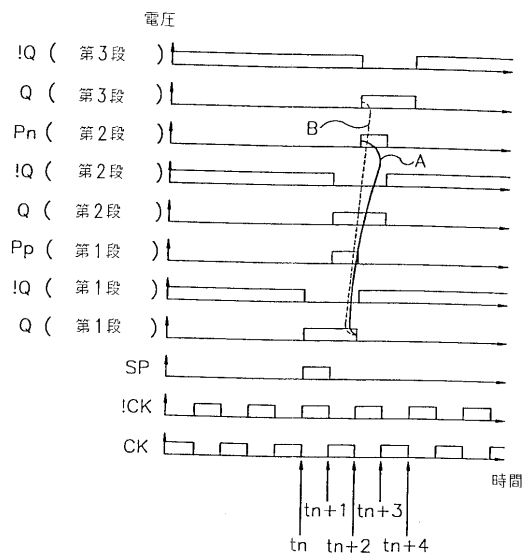 電圧
!Q ( 第3段 )
Q ( 第3段 )
B
Pn ( 第2段 )
A
!Q ( 第2段 )
Q ( 第2段 )
Pp ( 第1段 )
!Q ( 第1段 )
Q ( 第1段 )
SP
!CK
CK
時間
tn+1 tn+3
tn tn+2 tn+4